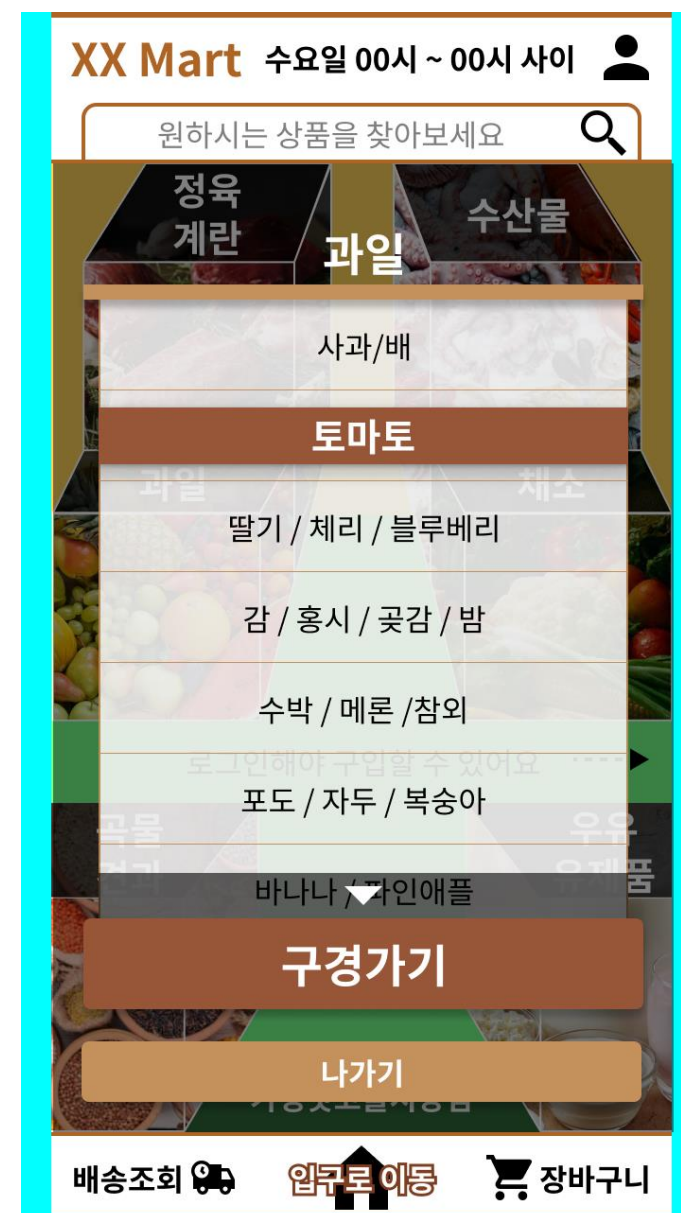 XX Mart 수요일 00시 ~ 00시 사이
원하시는 상품을 찾아보세요
정육
계란
수산물
과일
사과/배
토마토
과일
채소
딸기 / 체리 / 블루베리
감 / 홍시 / 곶감 / 밤
수박 / 메론 /참외
로그인해야 구입할 수 있어요
포도 / 자두 / 복숭아
곡물
견과
우유
유제품
바나나 / 파인애플
구경가기
나가기
배송조회
입구로 이동
장바구니